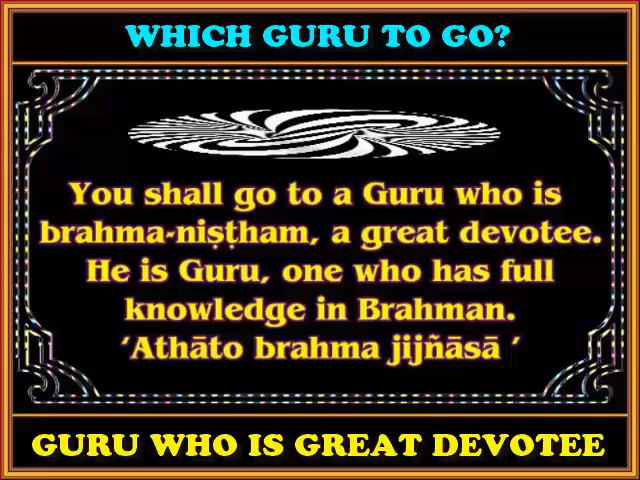 WHICH GURU TO GO?
You shall go to a Guru who is
brahma-niṣṭham, a great devotee.
He is Guru, one who has full
knowledge in Brahman.
‘Athāto brahma jijñāsā ’
GURU WHO IS GREAT DEVOTEE